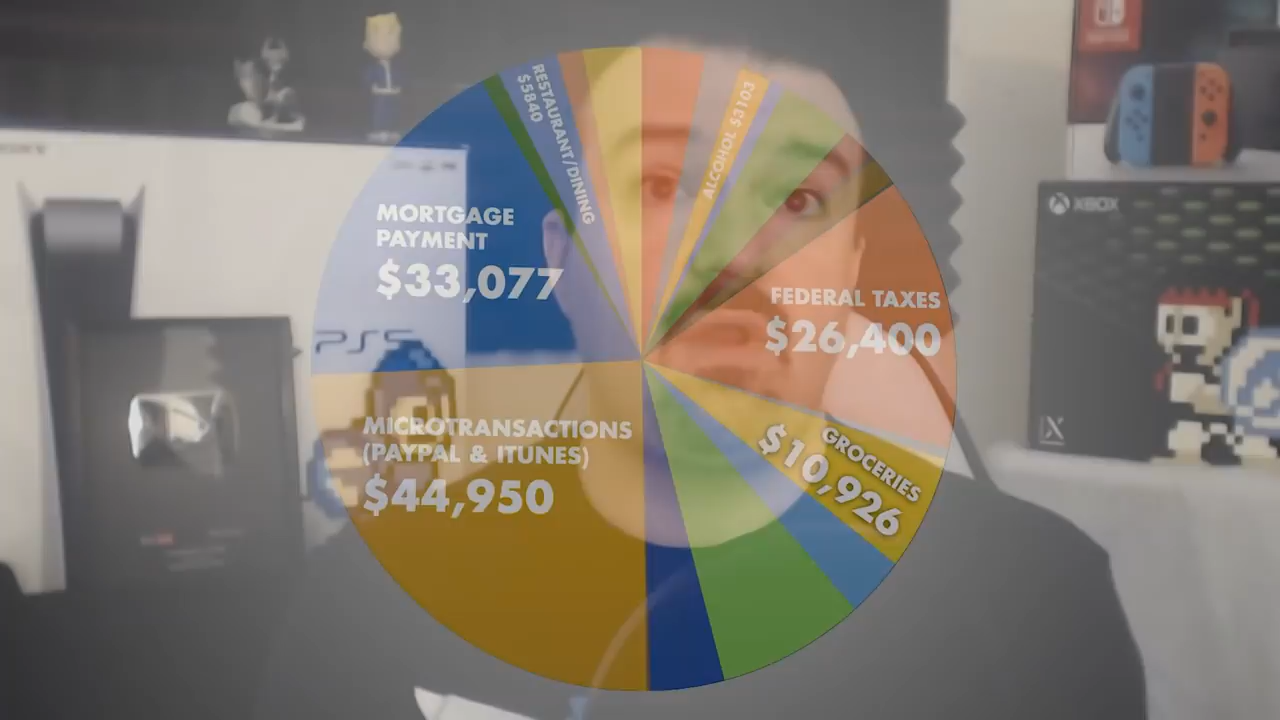 RESTAURANT/DINING
$5840
ALCOHOL $3103
MORTGAGE
PAYMENT
$33,077
FEDERAL TAXES
$26,400
MICROTRANSACTIONS
(PAYPAL & ITUNES)
$44,950
GROCERIES
$10,926
XBOX
PS5
X